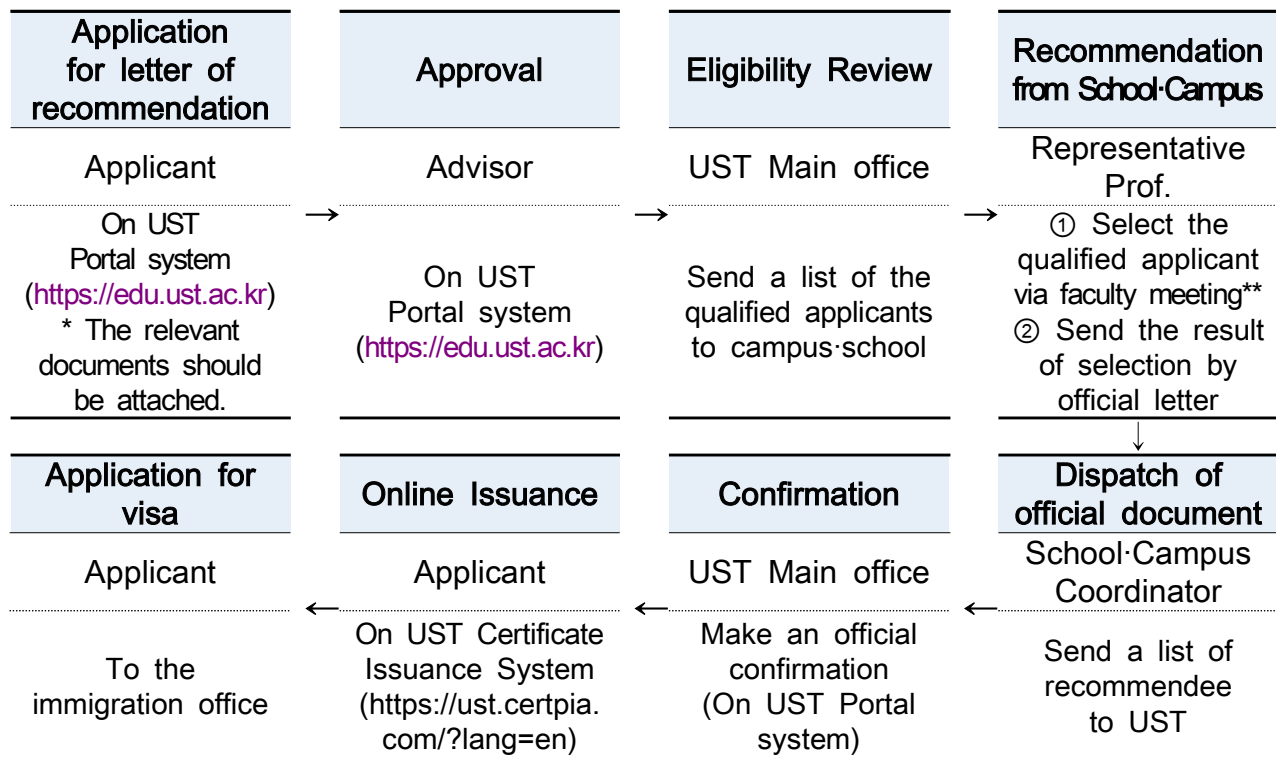 Application
for letter of
recommendation
Applicant
On UST
Portal system
(https://edu.ust.ac.kr)
* The relevant
documents should
be attached.
→
Approval
Advisor
On UST
Portal system
(https://edu.ust.ac.kr)
→
Eligibility Review
UST Main office
Send a list of the
qualified applicants
to campus·school
→
Recommendation
from School·Campus
Representative
Prof.
① Select the
qualified applicant
via faculty meeting**
② Send the result
of selection by
official letter
↓
Dispatch of
official document
School·Campus
Coordinator
Send a list of
recommendee
to UST
←
Confirmation
UST Main office
Make an official
confirmation
(On UST Portal
system)
←
Online Issuance
Applicant
On UST Certificate
Issuance System
(https://ust.certpia.
com/?lang=en)
←
Application for
visa
Applicant
To the
immigration office